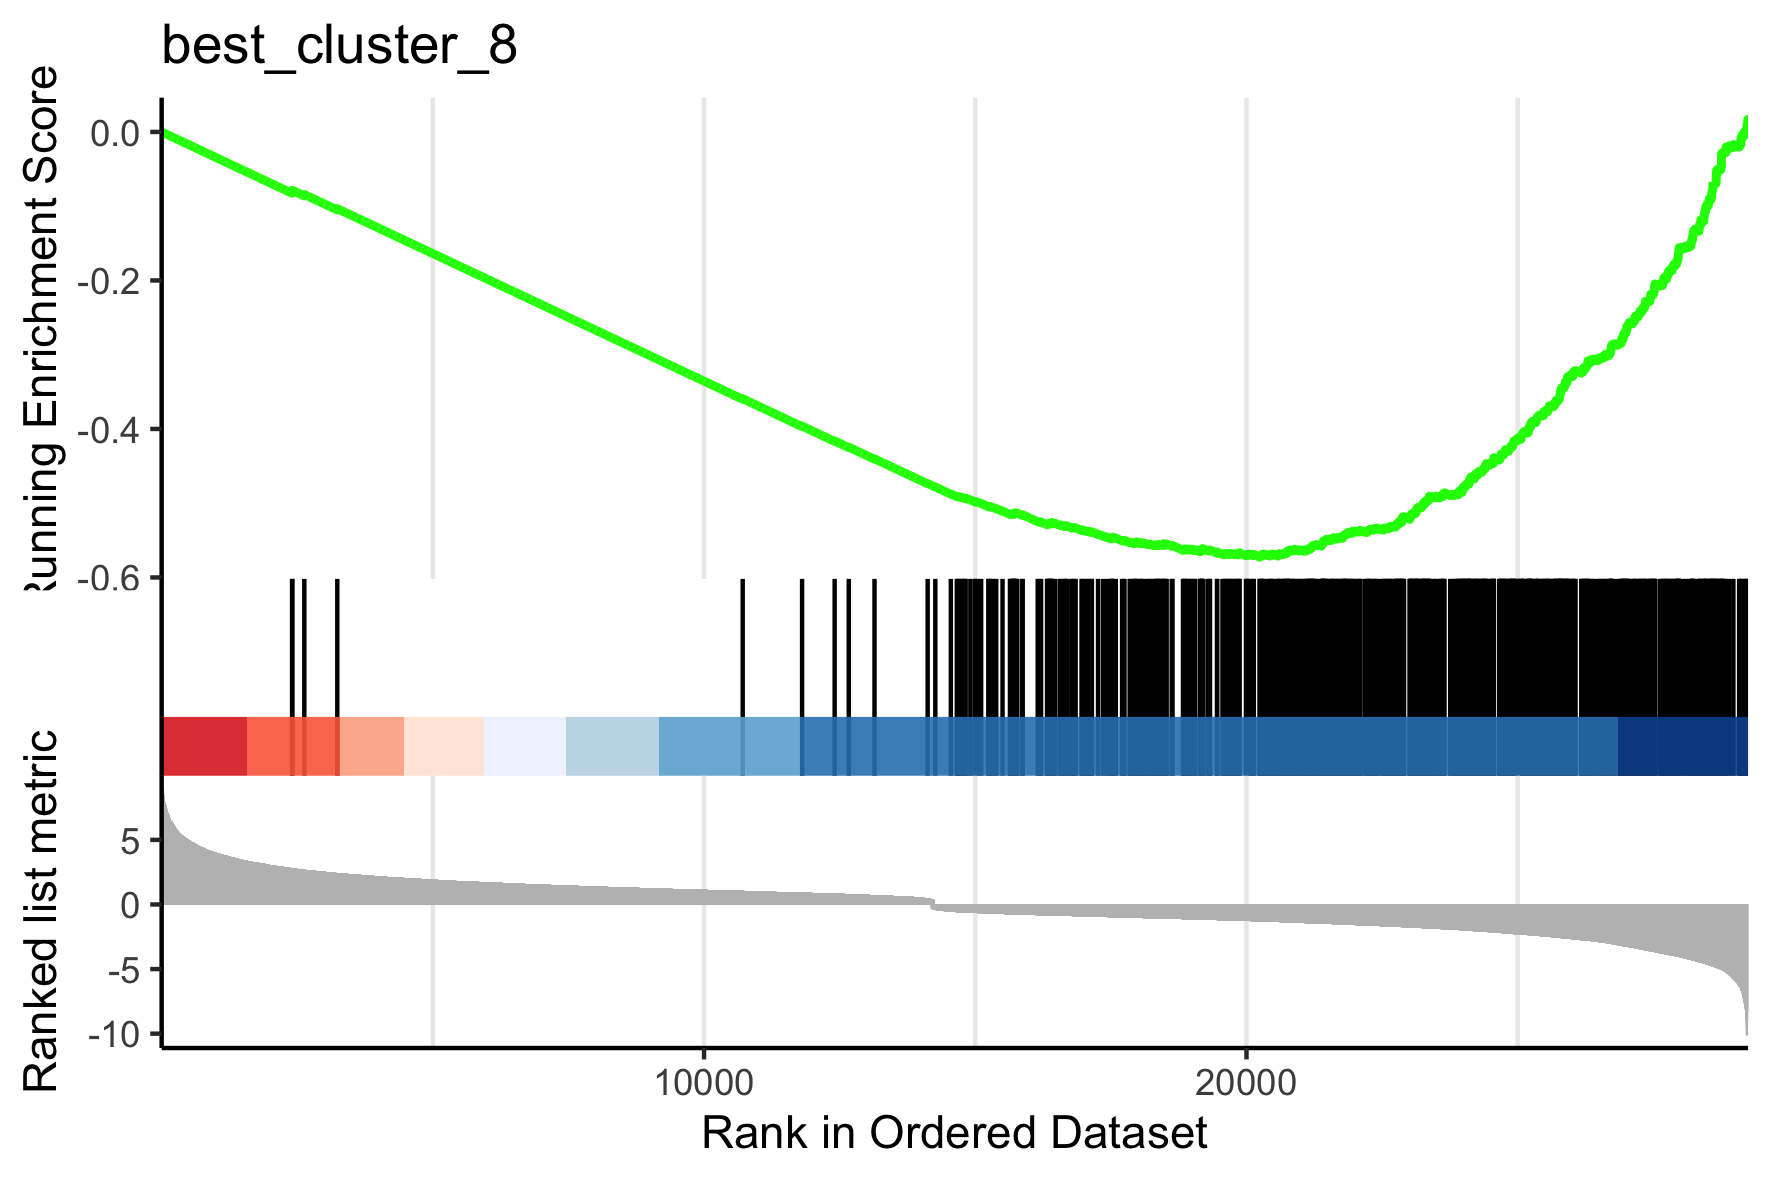 best_cluster_8
Running Enrichment Score
0.0
-0.2
-0.4
-0.6
Ranked list metric
5
0
-5
-10
10000
20000
Rank in Ordered Dataset